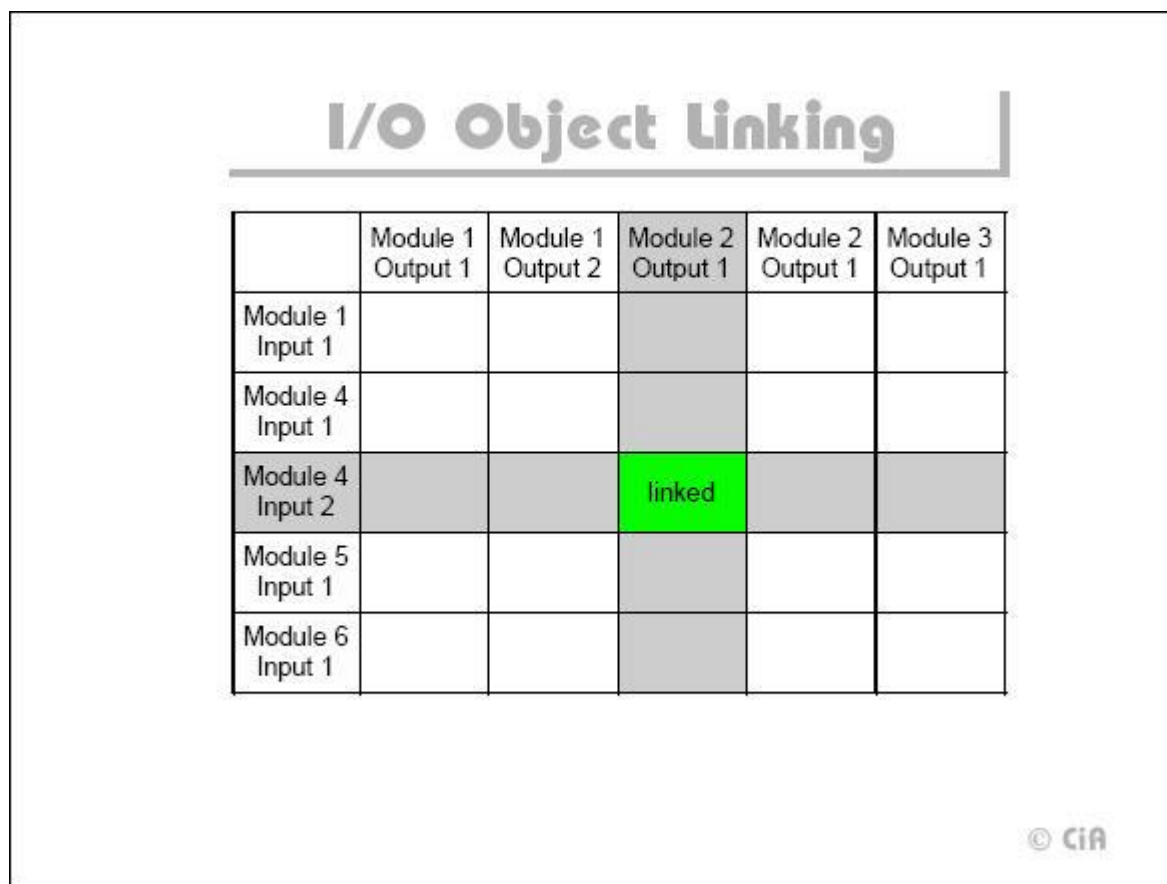 I/O Object Linking
Module 1 Module 1 Module 2 Module 2 Module 3
Output 1 Output 2 Output 1 Output 1 Output 1
Module 1
Input 1
Module 4
Input 1
Module 4
Input 2
linked
Module 5
Input 1
Module 6
Input 1
© CiA